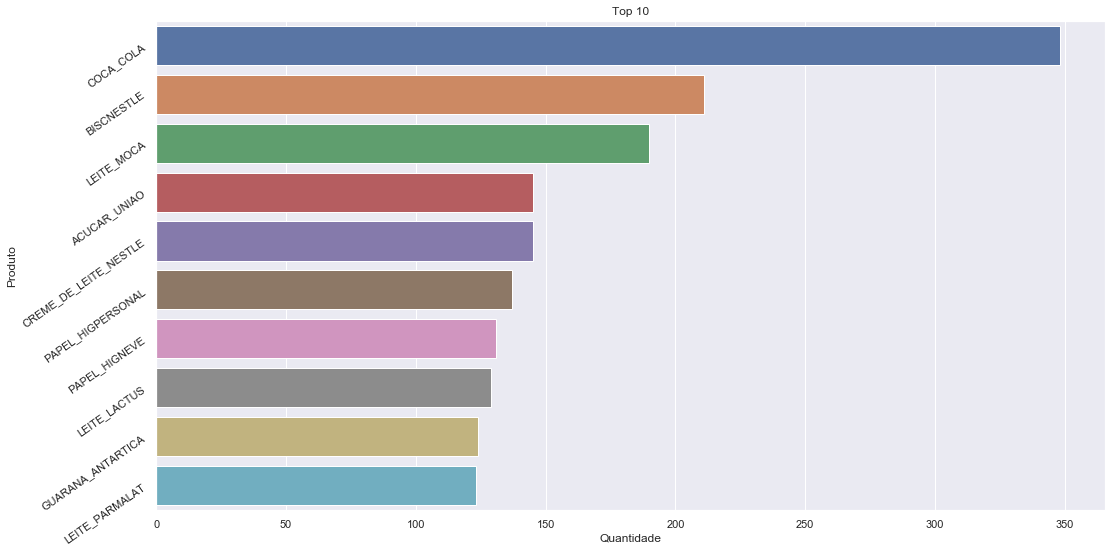 Top 10
Produto
COCA_COLA
BISCNESTLE
LEITE_MOCA
ACUCAR_UNIAO
CREME_DE_LEITE_NESTLE
PAPEL_HIGPERSONAL
PAPEL_HIGNEVE
LEITE_LACTUS
GUARANA_ANTARTICA
LEITE_PARMALAT
0 50 100 150 200 250 300 350
Quantidade